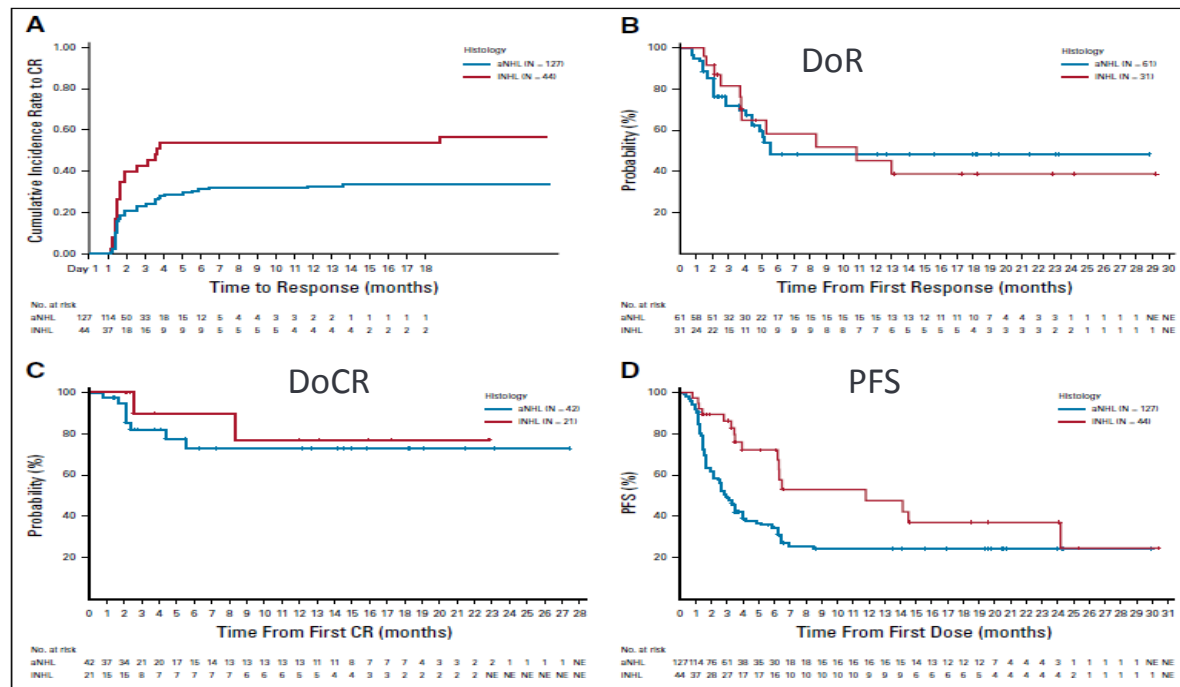 A
1.00
0.80
0.60
0.40
0.20
0.00
Cumulative Incidence Rate to CR
Histology
aNHL (N = 127)
iNHL (N = 44)
Day 1 1 2 3 4 5 6 7 8 9 10 11 12 13 14 15 16 17 18
Time to Response (months)
No. at risk
aNHL 127 114 50 33 18 15 12 5 4 4 3 3 2 2 1 1 1 1 1
iNHL 44 37 18 16 9 9 9 5 5 5 5 4 4 4 4 2 2 2 2
B
DoR
100
80
60
40
20
Probability (%)
Histology
aNHL (N = 61)
iNHL (N = 31)
0 1 2 3 4 5 6 7 8 9 10 11 12 13 14 15 16 17 18 19 20 21 22 23 24 25 26 27 28 29 30
Time From First Response (months)
No. at risk
aNHL 61 58 51 32 30 22 17 16 15 15 15 15 15 13 13 12 11 11 10 7 4 4 3 3 1 1 1 1 1 NE NE
iNHL 31 24 22 15 11 10 9 9 9 8 8 7 7 6 5 5 5 5 4 3 3 3 3 2 2 1 1 1 1 1 NE
C
DoCR
100
80
60
40
20
Probability (%)
Histology
aNHL (N = 42)
iNHL (N = 21)
0 1 2 3 4 5 6 7 8 9 10 11 12 13 14 15 16 17 18 19 20 21 22 23 24 25 26 27 28
Time From First CR (months)
No. at risk
aNHL 42 37 34 21 20 17 15 14 13 13 13 13 13 11 11 8 7 7 7 4 3 3 2 2 1 1 1 1 NE
iNHL 21 15 15 8 7 7 7 7 7 6 6 6 5 5 4 4 3 3 2 2 2 2 2 NE NE NE NE NE NE
D
PFS
100
80
60
40
20
PFS (%)
Histology
aNHL (N = 127)
iNHL (N = 44)
0 1 2 3 4 5 6 7 8 9 10 11 12 13 14 15 16 17 18 19 20 21 22 23 24 25 26 27 28 29 30 31
Time From First Dose (months)
No. at risk
aNHL 127 114 76 61 38 35 30 18 18 16 16 16 16 16 15 14 13 12 12 12 7 4 4 4 3 1 1 1 1 1 NE NE
iNHL 44 37 28 27 17 17 16 10 10 10 10 10 9 9 9 6 6 6 6 5 4 4 4 4 4 2 1 1 1 1 1 NE